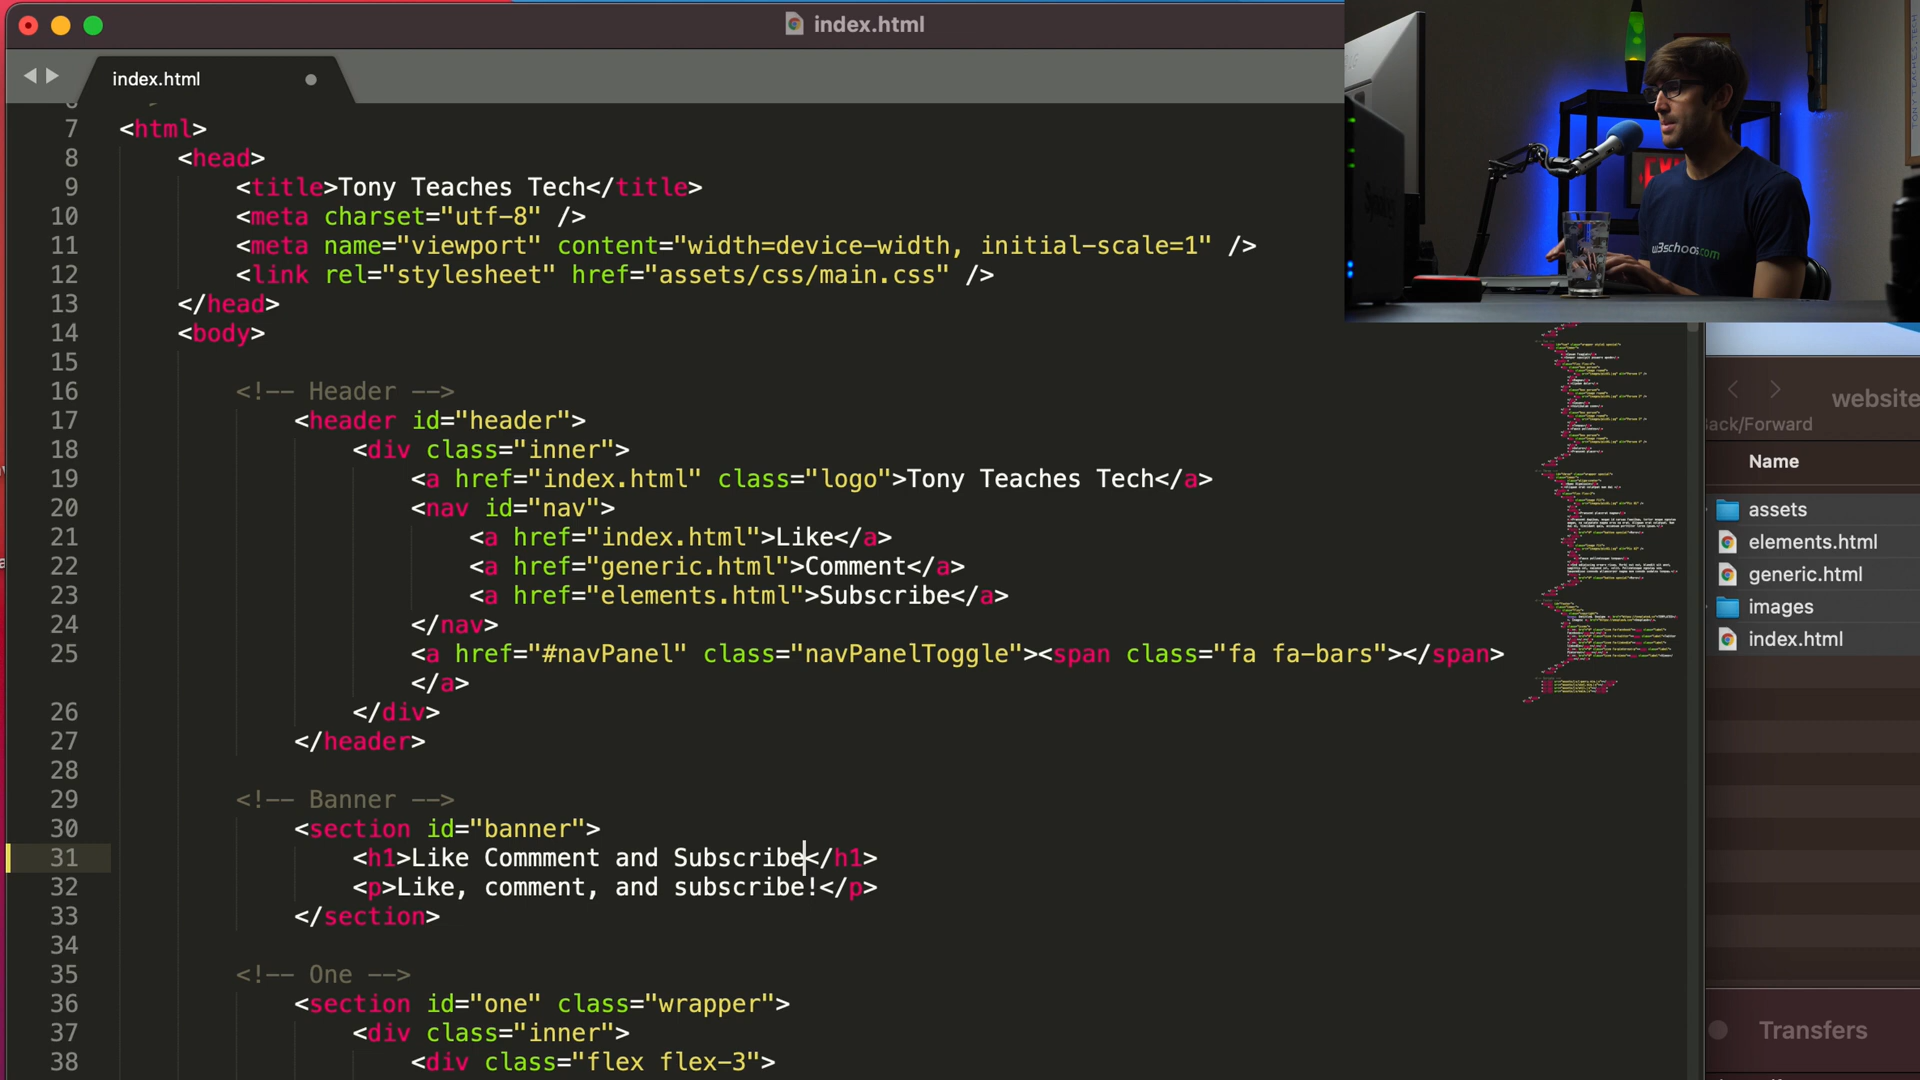 index.html
index.html
7 <html>
8 <head>
9 <title>Tony Teaches Tech</title>
10 <meta charset="utf-8" />
11 <meta name="viewport" content="width=device-width, initial-scale=1" />
12 <link rel="stylesheet" href="assets/css/main.css" />
13 </head>
14 <body>
15
16 <!-- Header -->
17 <header id="header">
18 <div class="inner">
19 <a href="index.html" class="logo">Tony Teaches Tech</a>
20 <nav id="nav">
21 <a href="index.html">Like</a>
22 <a href="generic.html">Comment</a>
23 <a href="elements.html">Subscribe</a>
24 </nav>
25 <a href="#navPanel" class="navPanelToggle"><span class="fa fa-bars"></span>
</a>
26 </div>
27 </header>
28
29 <!-- Banner -->
30 <section id="banner">
31 <h1>Like Commment and Subscribe</h1>
32 <p>Like, comment, and subscribe!</p>
33 </section>
34
35 <!-- One -->
36 <section id="one" class="wrapper">
37 <div class="inner">
38 <div class="flex flex-3">
w3schools.com
website
Back/Forward
Name
assets
elements.html
generic.html
images
index.html
Transfers